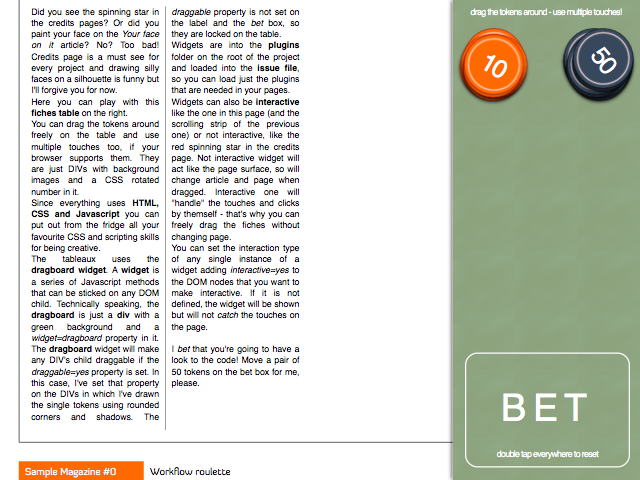 Did you see the spinning star in
the credits pages? Or did you
paint your face on the Your face
on it article? No? Too bad!
Credits page is a must see for
every project and drawing silly
faces on a silhouette is funny but
I'll forgive you for now.
Here you can play with this
fiches table on the right.
You can drag the tokens around
freely on the table and use
multiple touches too, if your
browser supports them. They
are just DIVs with background
images and a CSS rotated
number in it.
Since everything uses HTML,
CSS and Javascript you can
put out from the fridge all your
favourite CSS and scripting skills
for being creative.
The tableaux uses the
dragboard widget. A widget is
a series of Javascript methods
that can be sticked on any DOM
child. Technically speaking, the
dragboard is just a div with a
green background and a
widget=dragboard property in it.
The dragboard widget will make
any DIV's child draggable if the
draggable=yes property is set. In
this case, I've set that property
on the DIVs in which I've drawn
the single tokens using rounded
corners and shadows. The
draggable property is not set on
the label and the bet box, so
they are locked on the table.
Widgets are into the plugins
folder on the root of the project
and loaded into the issue file,
so you can load just the plugins
that are needed in your pages.
Widgets can also be interactive
like the one in this page (and the
scrolling strip of the previous
one) or not interactive, like the
red spinning star in the credits
page. Not interactive widget will
act like the page surface, so will
change article and page when
dragged. Interactive one will
"handle" the touches and clicks
by themself - that's why you can
freely drag the fiches without
changing page.
You can set the interaction type
of any single instance of a
widget adding interactive=yes to
the DOM nodes that you want to
make interactive. If it is not
defined, the widget will be shown
but will not catch the touches on
the page.
I bet that you're going to have a
look to the code! Move a pair of
50 tokens on the bet box for me,
please.
drag the tokens around - use multiple touches!
10
50
BET
double tap everywhere to reset
Sample Magazine #0
Workflow roulette